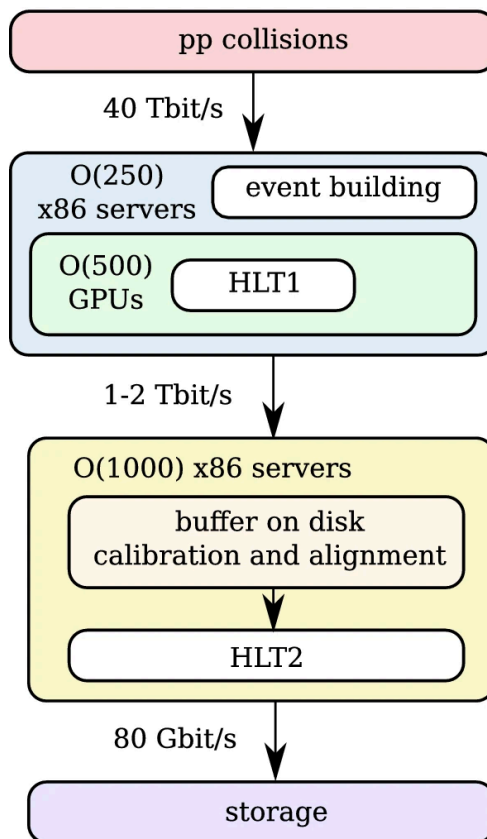 pp collisions
40 Tbit/s
O(250)
x86 servers
event building
O(500)
GPUs
HLT1
1-2 Tbit/s
O(1000) x86 servers
buffer on disk
calibration and alignment
HLT2
80 Gbit/s
storage